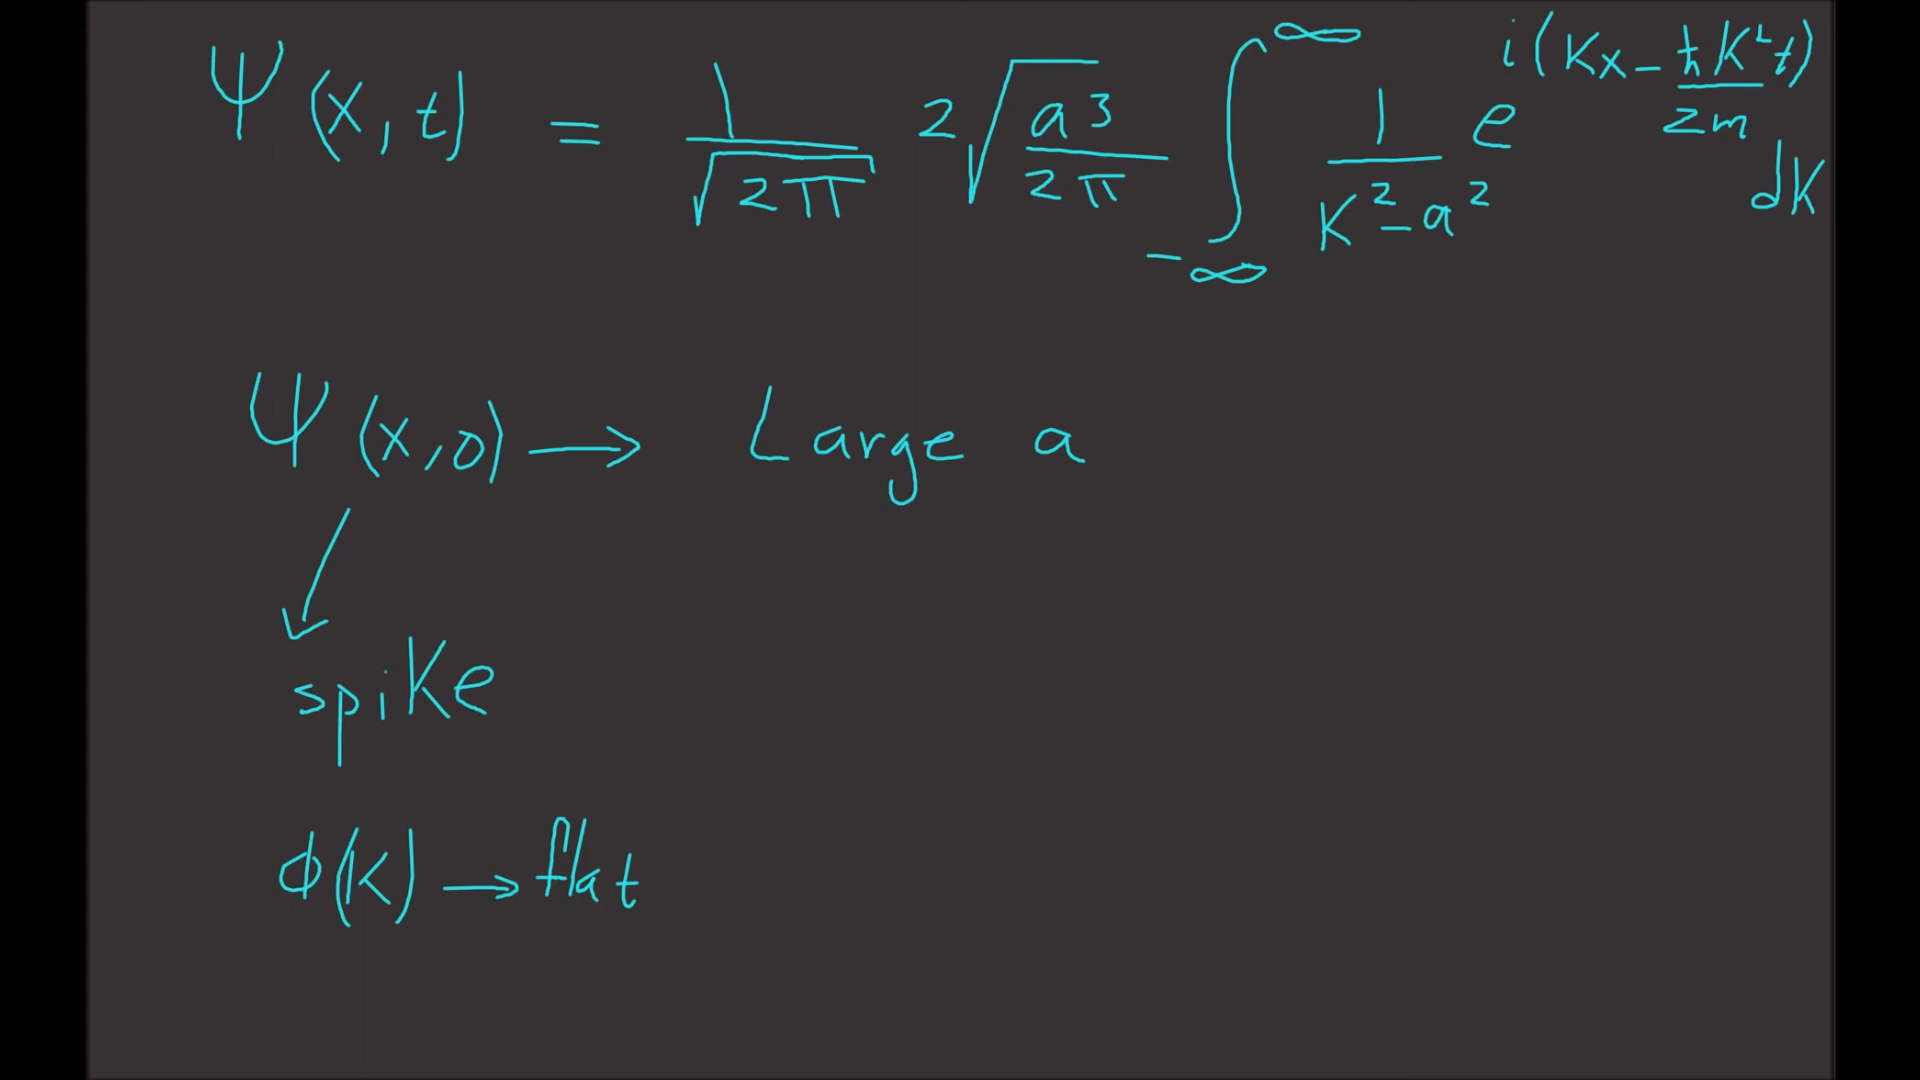 Ψ(x,t) = 1/√(2π) 2√(a³/2π) ∫_{-∞}^{∞} 1/(K²-a²) e^{i(Kx-ħK²t/2m)} dK
Ψ(x,0) → Large a
↙
spike
ϕ(K) → flat